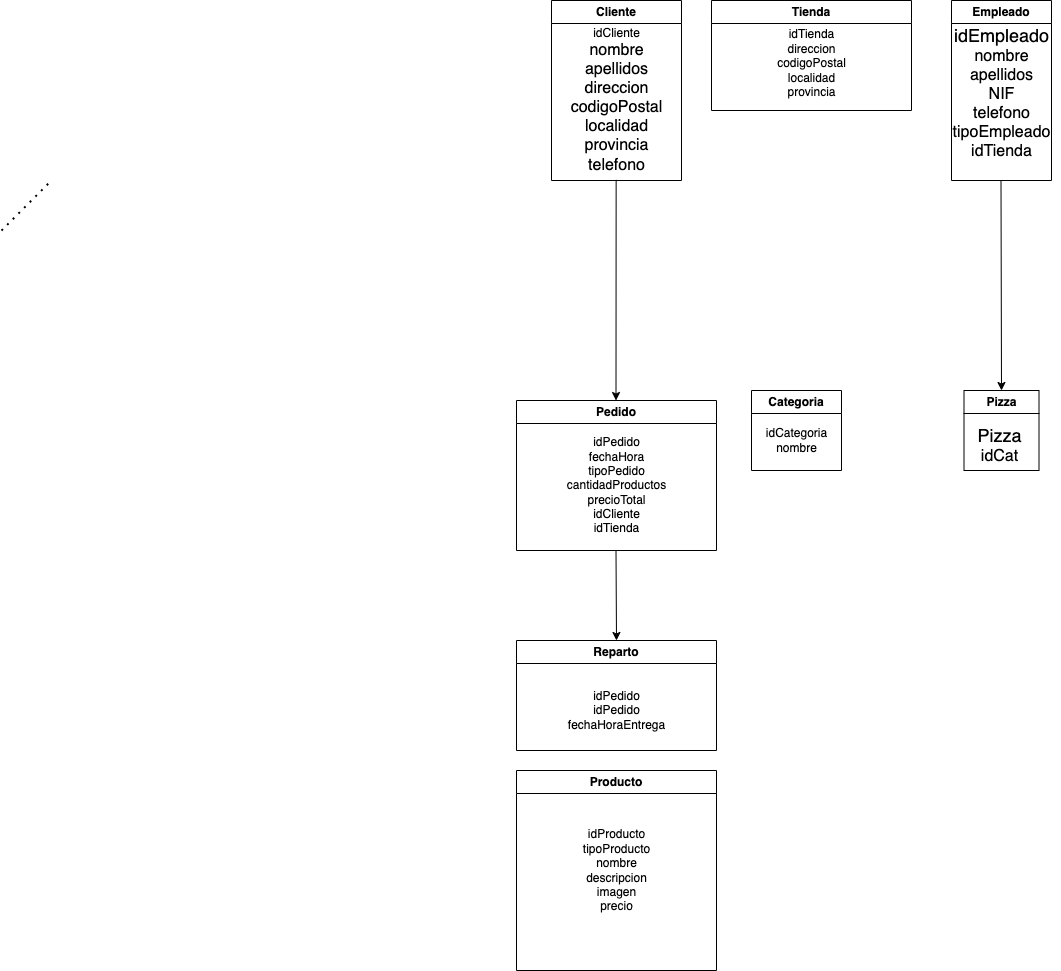 Cliente
idCliente
nombre
apellidos
direccion
codigoPostal
localidad
provincia
telefono
Tienda
idTienda
direccion
codigoPostal
localidad
provincia
Empleado
idEmpleado
nombre
apellidos
NIF
telefono
tipoEmpleado
idTienda
Pedido
idPedido
fechaHora
tipoPedido
cantidadProductos
precioTotal
idCliente
idTienda
Categoria
idCategoria
nombre
Pizza
Pizza
idCat
Reparto
idPedido
idPedido
fechaHoraEntrega
Producto
idProducto
tipoProducto
nombre
descripcion
imagen
precio